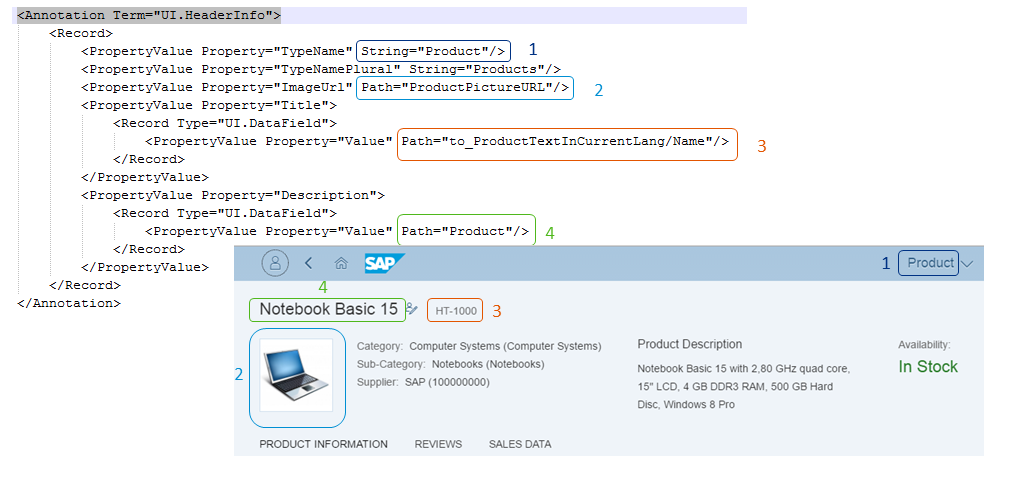 <Annotation Term="UI.HeaderInfo">
<Record>
<PropertyValue Property="TypeName" String="Product"/> 1
<PropertyValue Property="TypeNamePlural" String="Products"/>
<PropertyValue Property="ImageUrl" Path="ProductPictureURL"/> 2
<PropertyValue Property="Title">
<Record Type="UI.DataField">
<PropertyValue Property="Value" Path="to_ProductTextInCurrentLang/Name"/> 3
</Record>
</PropertyValue>
<PropertyValue Property="Description">
<Record Type="UI.DataField">
<PropertyValue Property="Value" Path="Product"/> 4
</Record>
</PropertyValue>
</Record>
</Annotation>
SAP 1 Product
4
Notebook Basic 15 HT-1000 3
2
Category: Computer Systems (Computer Systems)
Sub-Category: Notebooks (Notebooks)
Supplier: SAP (100000000)
Product Description
Notebook Basic 15 with 2,80 GHz quad core,
15" LCD, 4 GB DDR3 RAM, 500 GB Hard
Disc, Windows 8 Pro
Availability:
In Stock
PRODUCT INFORMATION REVIEWS SALES DATA